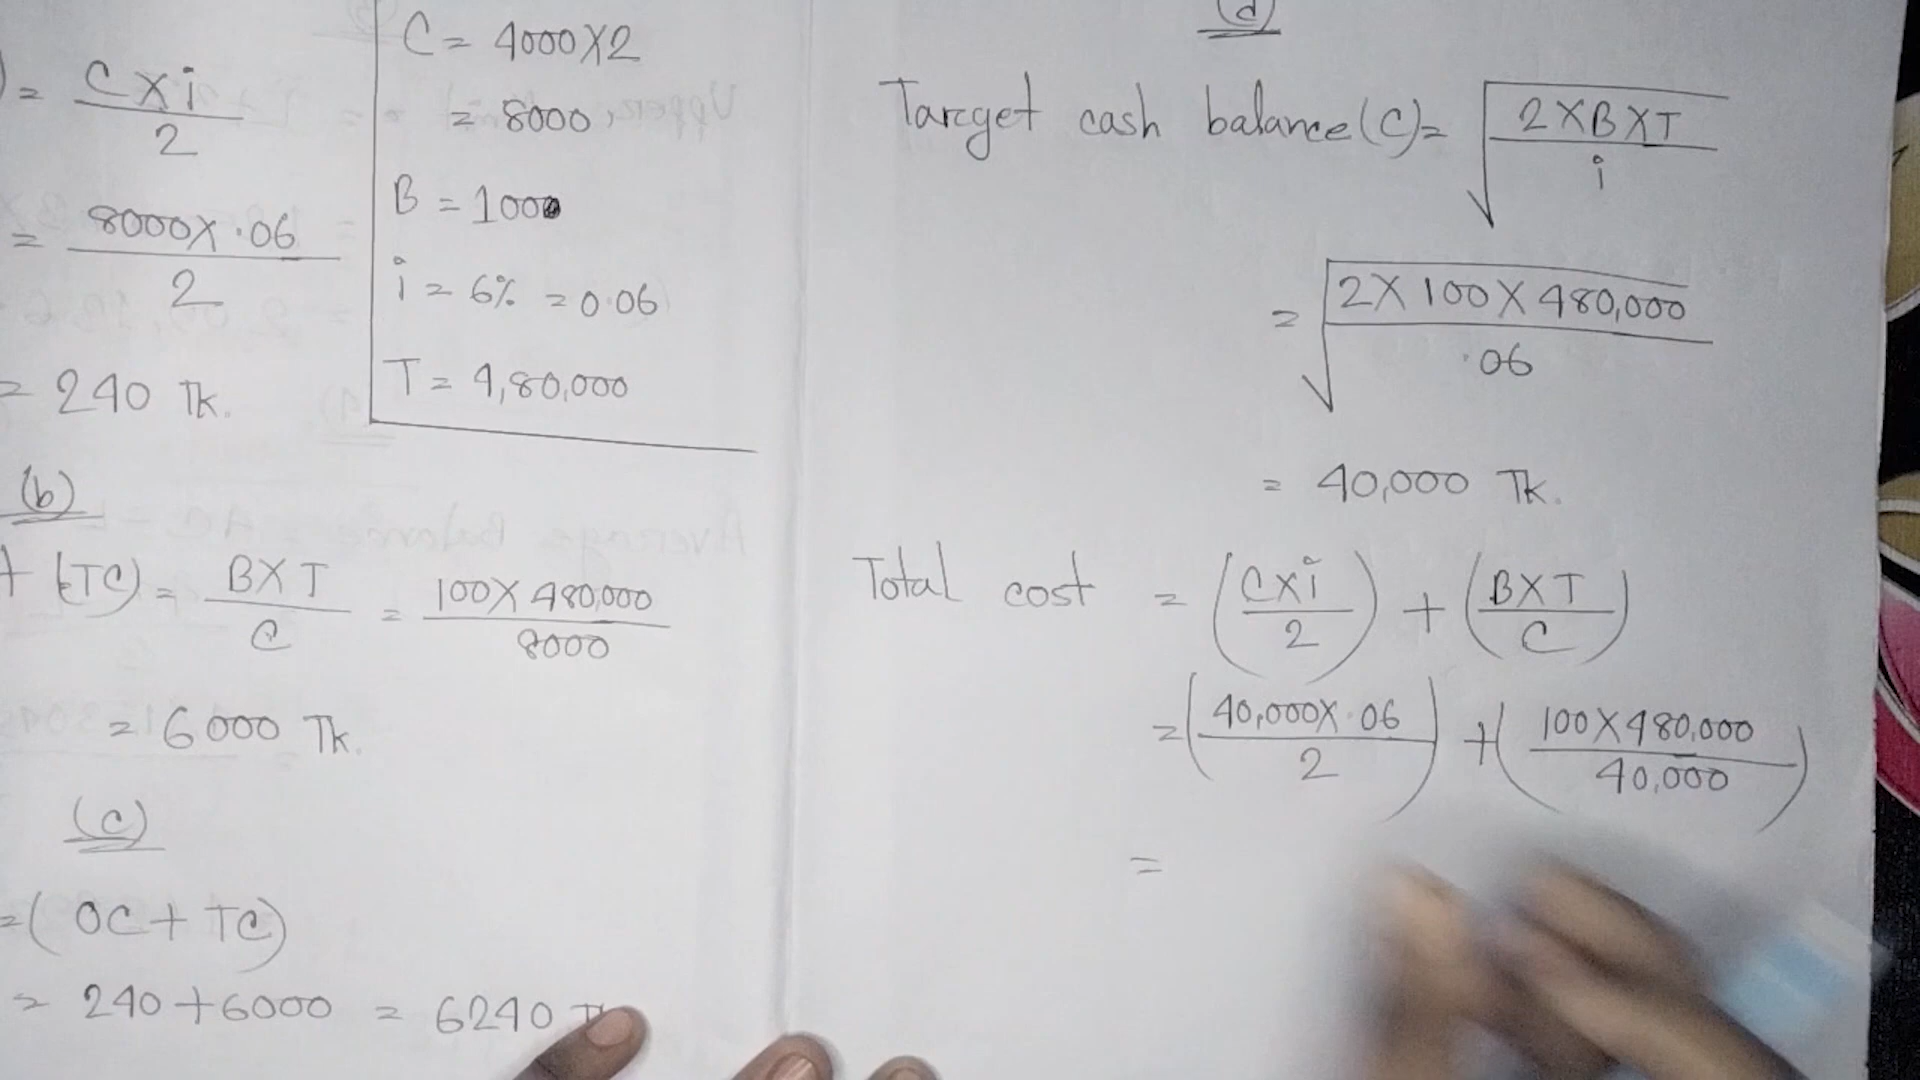 ) = C X i / 2
= 8000 X .06 / 2
= 240 Tk.
C = 4000 X 2
= 8000
B = 100
i = 6% = 0.06
T = 4,80,000
(b)
(TC) = B X T / C = 100 X 480,000 / 8000
= 6000 Tk.
(c)
= (OC + TC)
= 240 + 6000 = 6240
(d)
Target cash balance (C) = √ 2 X B X T / i
= √ 2 X 100 X 480,000 / .06
= 40,000 Tk.
Total cost = (C X i / 2) + (B X T / C)
= (40,000 X .06 / 2) + (100 X 480,000 / 40,000)
=